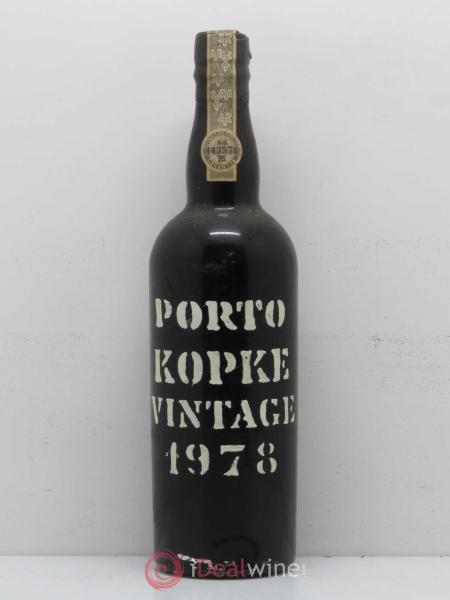 PORTO
KOPKE
VINTAGE
1978
iDealwine